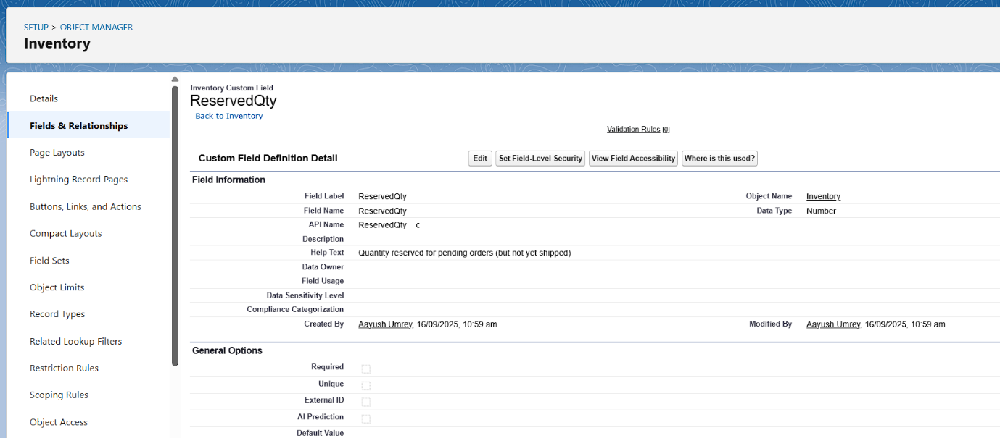 SETUP > OBJECT MANAGER
Inventory
Details
Fields & Relationships
Page Layouts
Lightning Record Pages
Buttons, Links, and Actions
Compact Layouts
Field Sets
Object Limits
Record Types
Related Lookup Filters
Restriction Rules
Scoping Rules
Object Access
Inventory Custom Field
ReservedQty
Back to Inventory
Validation Rules [0]
Custom Field Definition Detail Edit Set Field-Level Security View Field Accessibility Where is this used?
Field Information
Field Label ReservedQty Object Name Inventory
Field Name ReservedQty Data Type Number
API Name ReservedQty__c
Description
Help Text Quantity reserved for pending orders (but not yet shipped)
Data Owner
Field Usage
Data Sensitivity Level
Compliance Categorization
Created By Aayush Umrey, 16/09/2025, 10:59 am Modified By Aayush Umrey, 16/09/2025, 10:59 am
General Options
Required
Unique
External ID
AI Prediction
Default Value